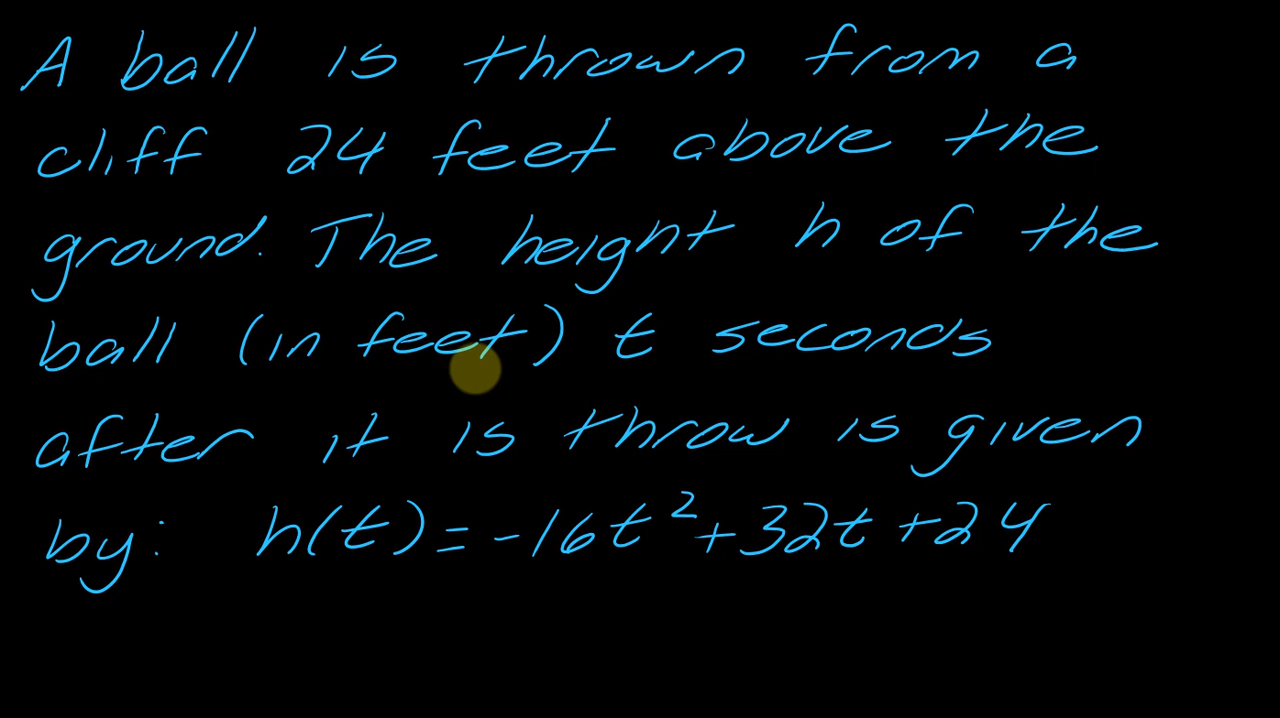 A ball is thrown from a
cliff 24 feet above the
ground. The height h of the
ball (in feet) t seconds
after it is throw is given
by: h(t)=-16t²+32t+24